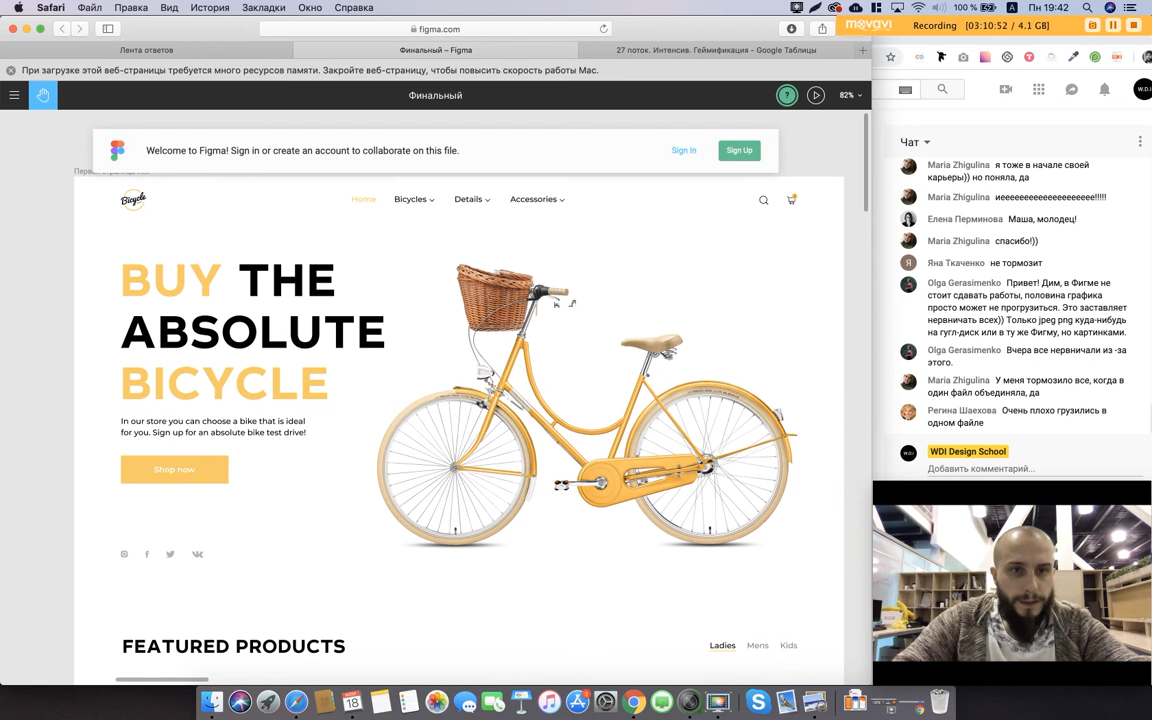 Safari Файл Правка Вид История Закладки Окно Справка 100 % A Пн 19:42
movavi Recording [03:10:52 / 4.1 GB]
figma.com
Лента ответов Финальный – Figma 27 поток. Интенсив. Геймификация - Google Таблицы
При загрузке этой веб-страницы требуется много ресурсов памяти. Закройте веб-страницу, чтобы повысить скорость работы Mac.
Финальный ? 82%
W.D.I
Welcome to Figma! Sign in or create an account to collaborate on this file. Sign In Sign Up
Bicycle Home Bicycles Details Accessories
BUY THE
ABSOLUTE
BICYCLE
In our store you can choose a bike that is ideal
for you. Sign up for an absolute bike test drive!
Shop now
FEATURED PRODUCTS Ladies Mens Kids
Чат
Maria Zhigulina я тоже в начале своей
карьеры)) но поняла, да
Maria Zhigulina иееееееееееееееееееее!!!!!
Елена Перминова Маша, молодец!
Maria Zhigulina спасибо!))
Я Яна Ткаченко не тормозит
Olga Gerasimenko Привет! Дим, в Фигме не
стоит сдавать работы, половина графика
просто может не прогрузиться. Это заставляет
нервничать всех)) Только jpeg png куда-нибудь
на гугл-диск или в ту же Фигму, но картинками.
Olga Gerasimenko Вчера все нервничали из -за
этого.
Maria Zhigulina У меня тормозило все, когда в
один файл объединяла, да
Регина Шаехова Очень плохо грузились в
одном файле
W.D.I WDI Design School
Добавить комментарий...
18